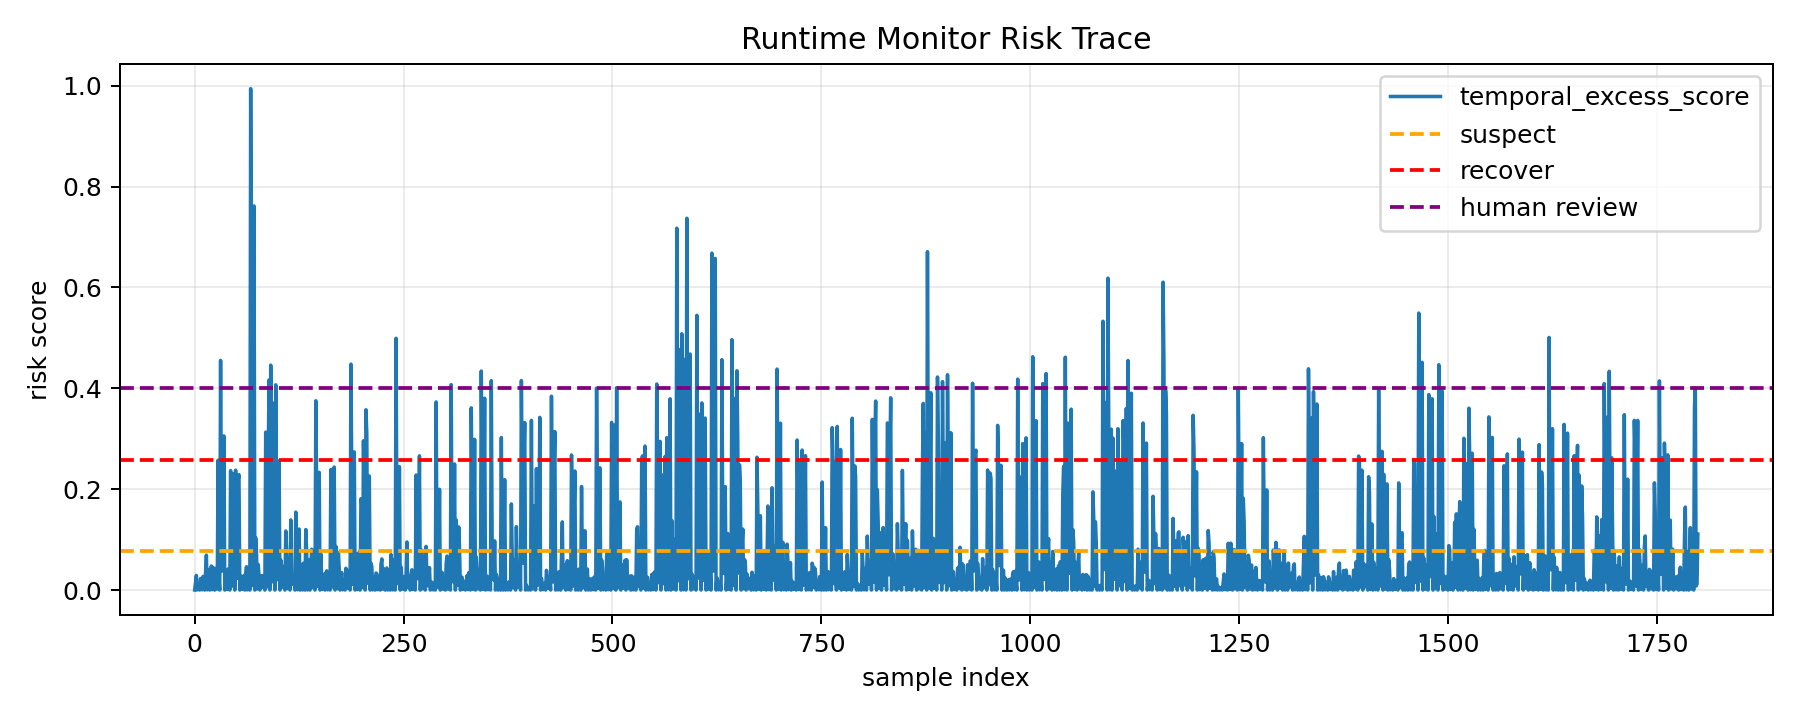 Runtime Monitor Risk Trace
1.0
0.8
0.6
0.4
0.2
0.0
risk score
temporal_excess_score
suspect
recover
human review
0 250 500 750 1000 1250 1500 1750
sample index